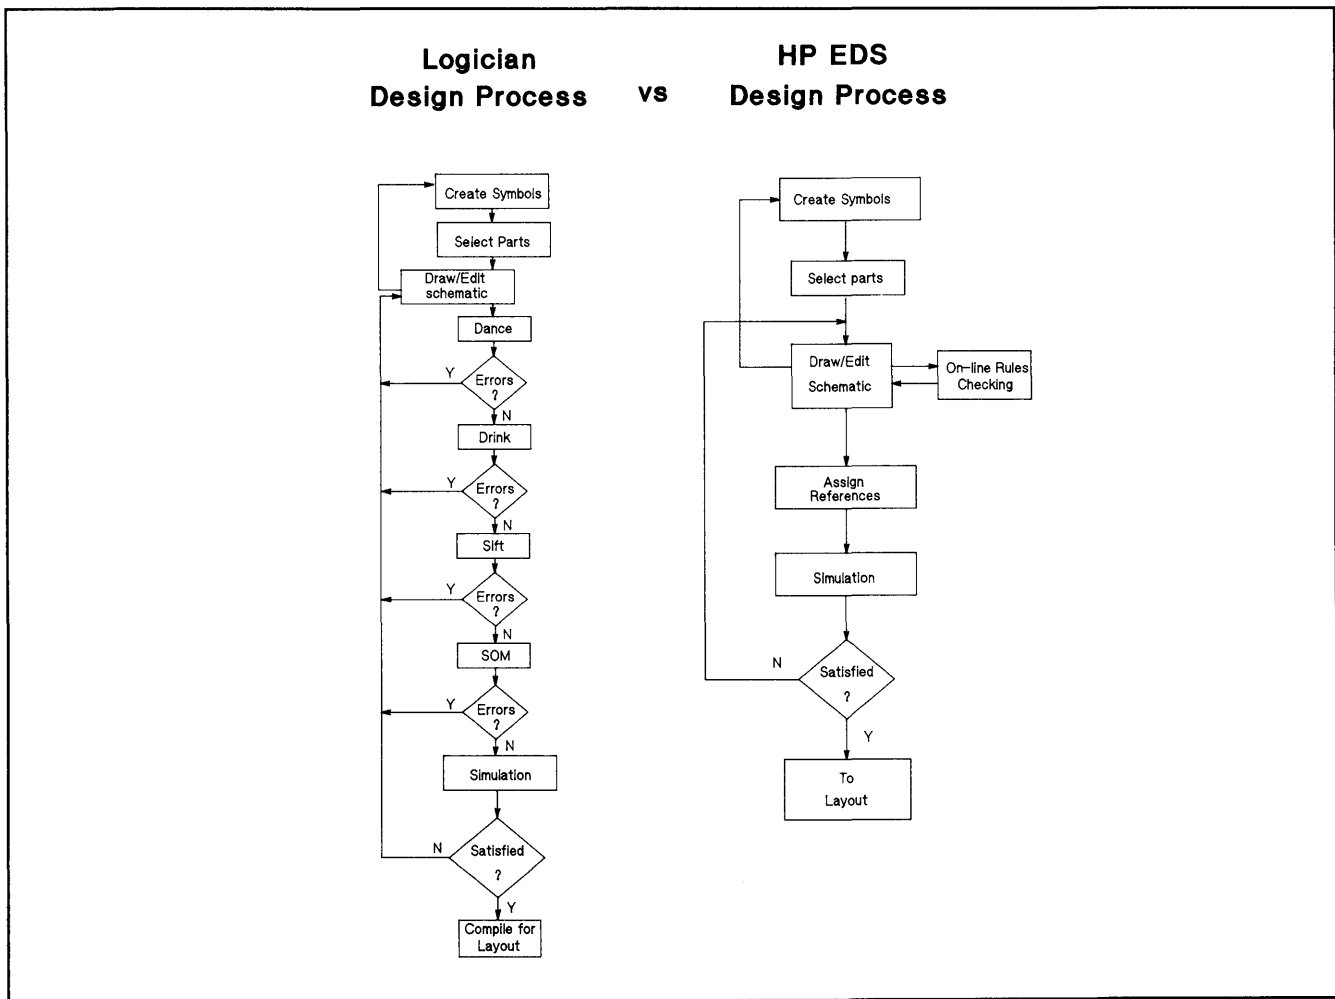 Logician
Design Process
vs
HP EDS
Design Process
Create Symbols
Select Parts
Draw/Edit
schematic
Dance
Errors
?
Y
N
Drink
Errors
?
Y
N
Sift
Errors
?
Y
N
SOM
Errors
?
Y
N
Simulation
Satisfied
?
N
Y
Compile for
Layout
Create Symbols
Select parts
Draw/Edit
Schematic
On-line Rules
Checking
Assign
References
Simulation
Satisfied
?
N
Y
To
Layout